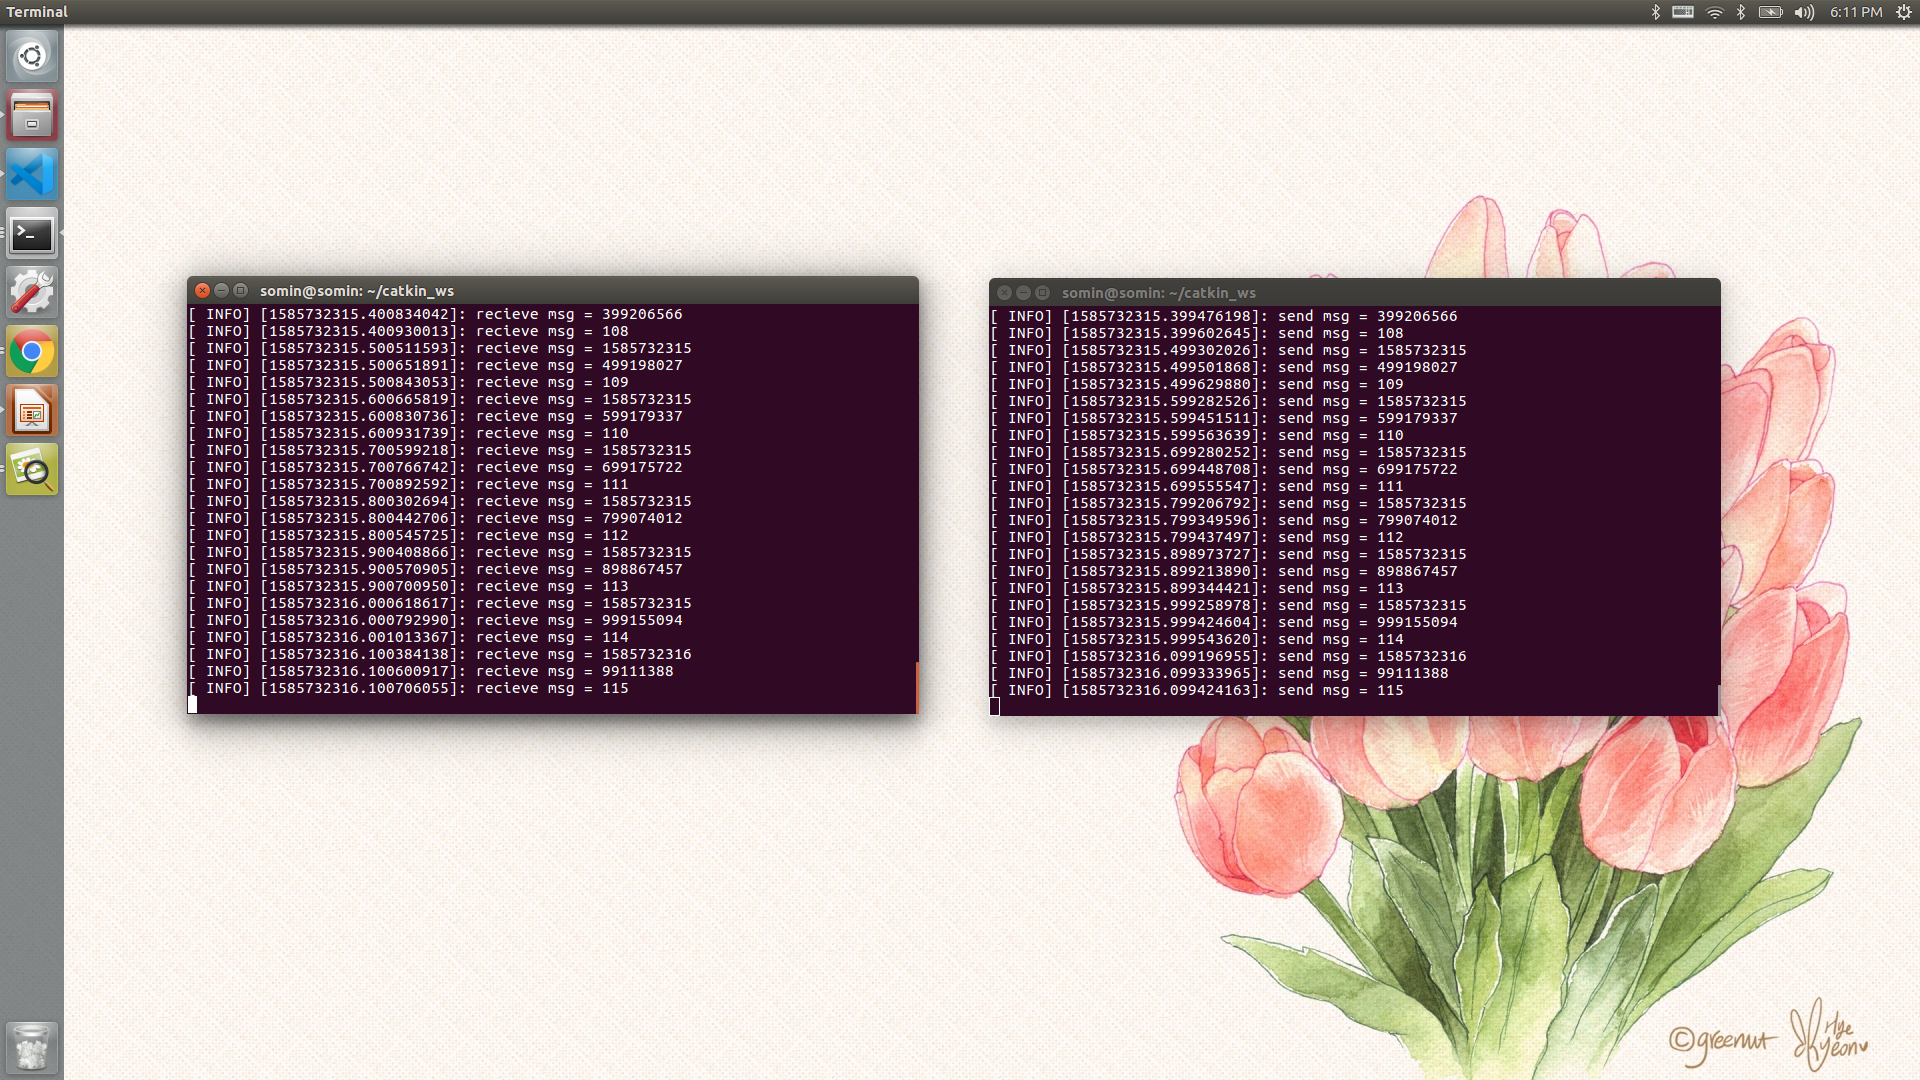 Terminal
6:11 PM
somin@somin: ~/catkin_ws
[ INFO] [1585732315.400834042]: recieve msg = 399206566
[ INFO] [1585732315.400930013]: recieve msg = 108
[ INFO] [1585732315.500511593]: recieve msg = 1585732315
[ INFO] [1585732315.500651891]: recieve msg = 499198027
[ INFO] [1585732315.500843053]: recieve msg = 109
[ INFO] [1585732315.600665819]: recieve msg = 1585732315
[ INFO] [1585732315.600830736]: recieve msg = 599179337
[ INFO] [1585732315.600931739]: recieve msg = 110
[ INFO] [1585732315.700599218]: recieve msg = 1585732315
[ INFO] [1585732315.700766742]: recieve msg = 699175722
[ INFO] [1585732315.700892592]: recieve msg = 111
[ INFO] [1585732315.800302694]: recieve msg = 1585732315
[ INFO] [1585732315.800442706]: recieve msg = 799074012
[ INFO] [1585732315.800545725]: recieve msg = 112
[ INFO] [1585732315.900408866]: recieve msg = 1585732315
[ INFO] [1585732315.900570905]: recieve msg = 898867457
[ INFO] [1585732315.900700950]: recieve msg = 113
[ INFO] [1585732316.000618617]: recieve msg = 1585732315
[ INFO] [1585732316.000792990]: recieve msg = 999155094
[ INFO] [1585732316.001013367]: recieve msg = 114
[ INFO] [1585732316.100384138]: recieve msg = 1585732316
[ INFO] [1585732316.100600917]: recieve msg = 99111388
[ INFO] [1585732316.100706055]: recieve msg = 115
somin@somin: ~/catkin_ws
[ INFO] [1585732315.399476198]: send msg = 399206566
[ INFO] [1585732315.399602645]: send msg = 108
[ INFO] [1585732315.499302026]: send msg = 1585732315
[ INFO] [1585732315.499501868]: send msg = 499198027
[ INFO] [1585732315.499629880]: send msg = 109
[ INFO] [1585732315.599282526]: send msg = 1585732315
[ INFO] [1585732315.599451511]: send msg = 599179337
[ INFO] [1585732315.599563639]: send msg = 110
[ INFO] [1585732315.699280252]: send msg = 1585732315
[ INFO] [1585732315.699448708]: send msg = 699175722
[ INFO] [1585732315.699555547]: send msg = 111
[ INFO] [1585732315.799206792]: send msg = 1585732315
[ INFO] [1585732315.799349596]: send msg = 799074012
[ INFO] [1585732315.799437497]: send msg = 112
[ INFO] [1585732315.898973727]: send msg = 1585732315
[ INFO] [1585732315.899213890]: send msg = 898867457
[ INFO] [1585732315.899344421]: send msg = 113
[ INFO] [1585732315.999258978]: send msg = 1585732315
[ INFO] [1585732315.999424604]: send msg = 999155094
[ INFO] [1585732315.999543620]: send msg = 114
[ INFO] [1585732316.099196955]: send msg = 1585732316
[ INFO] [1585732316.099333965]: send msg = 99111388
[ INFO] [1585732316.099424163]: send msg = 115
©greenut
Hye
Yeon